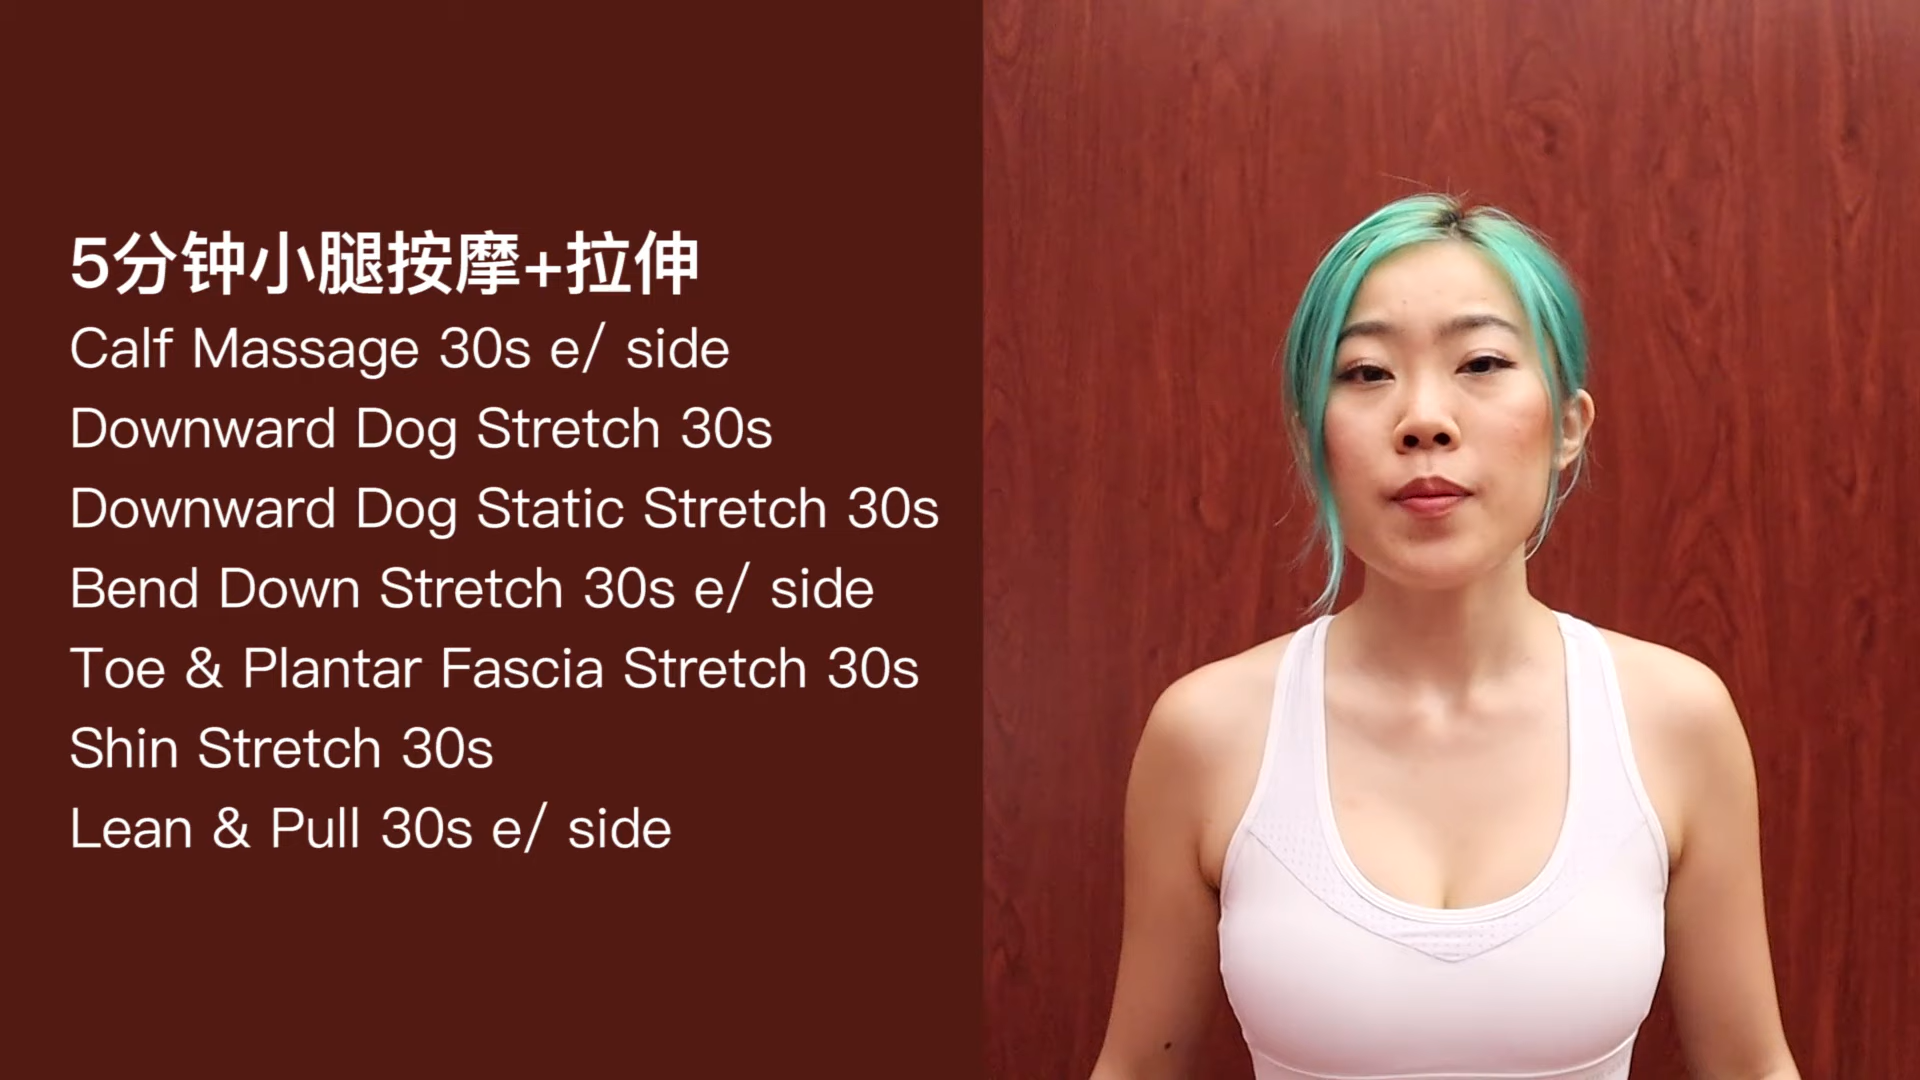 5分钟小腿按摩+拉伸
Calf Massage 30s e/ side
Downward Dog Stretch 30s
Downward Dog Static Stretch 30s
Bend Down Stretch 30s e/ side
Toe & Plantar Fascia Stretch 30s
Shin Stretch 30s
Lean & Pull 30s e/ side